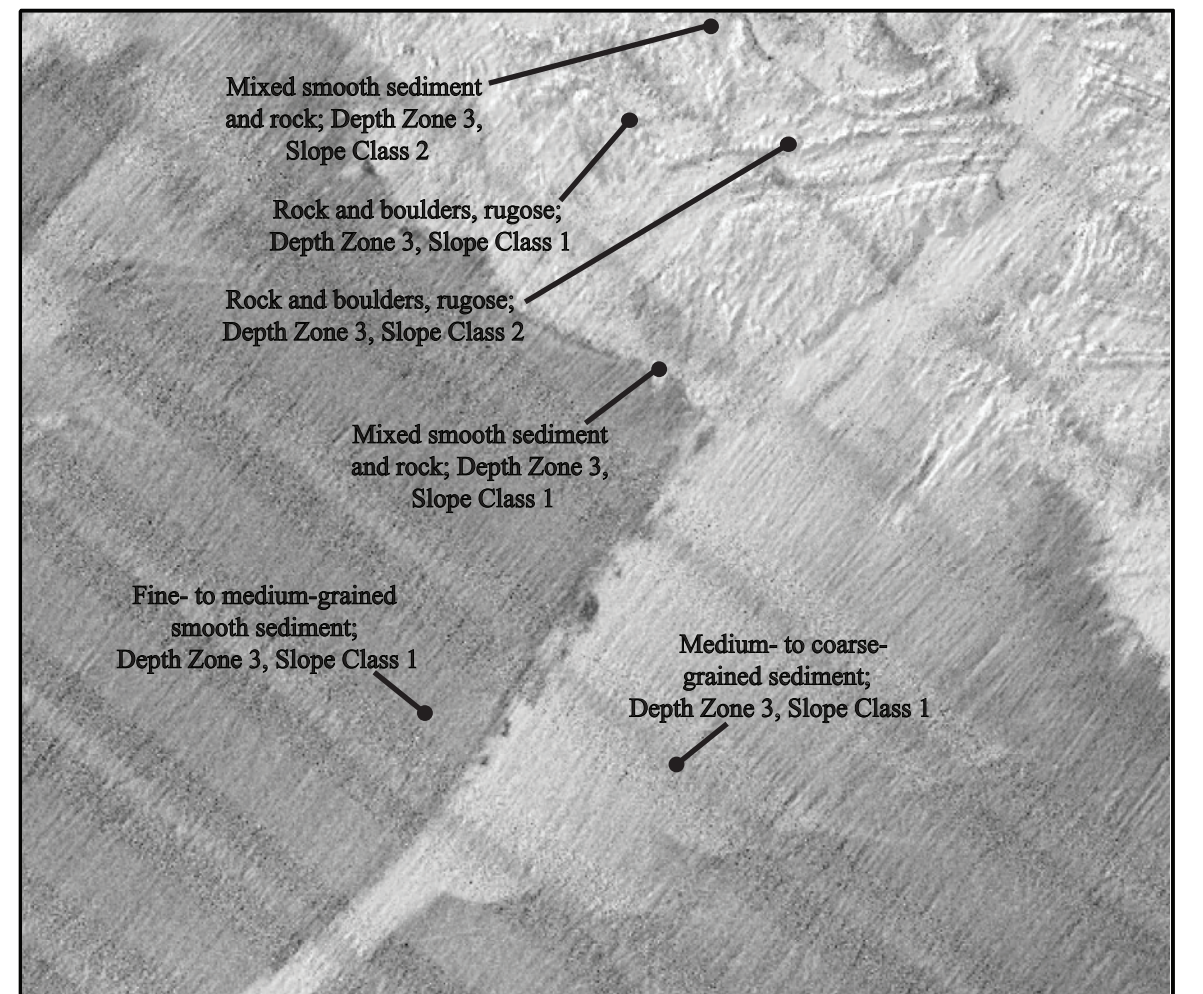 Mixed smooth sediment
and rock; Depth Zone 3,
Slope Class 2
Rock and boulders, rugose;
Depth Zone 3, Slope Class 1
Rock and boulders, rugose;
Depth Zone 3, Slope Class 2
Mixed smooth sediment
and rock; Depth Zone 3,
Slope Class 1
Fine- to medium-grained
smooth sediment;
Depth Zone 3, Slope Class 1
Medium- to coarse-
grained sediment;
Depth Zone 3, Slope Class 1